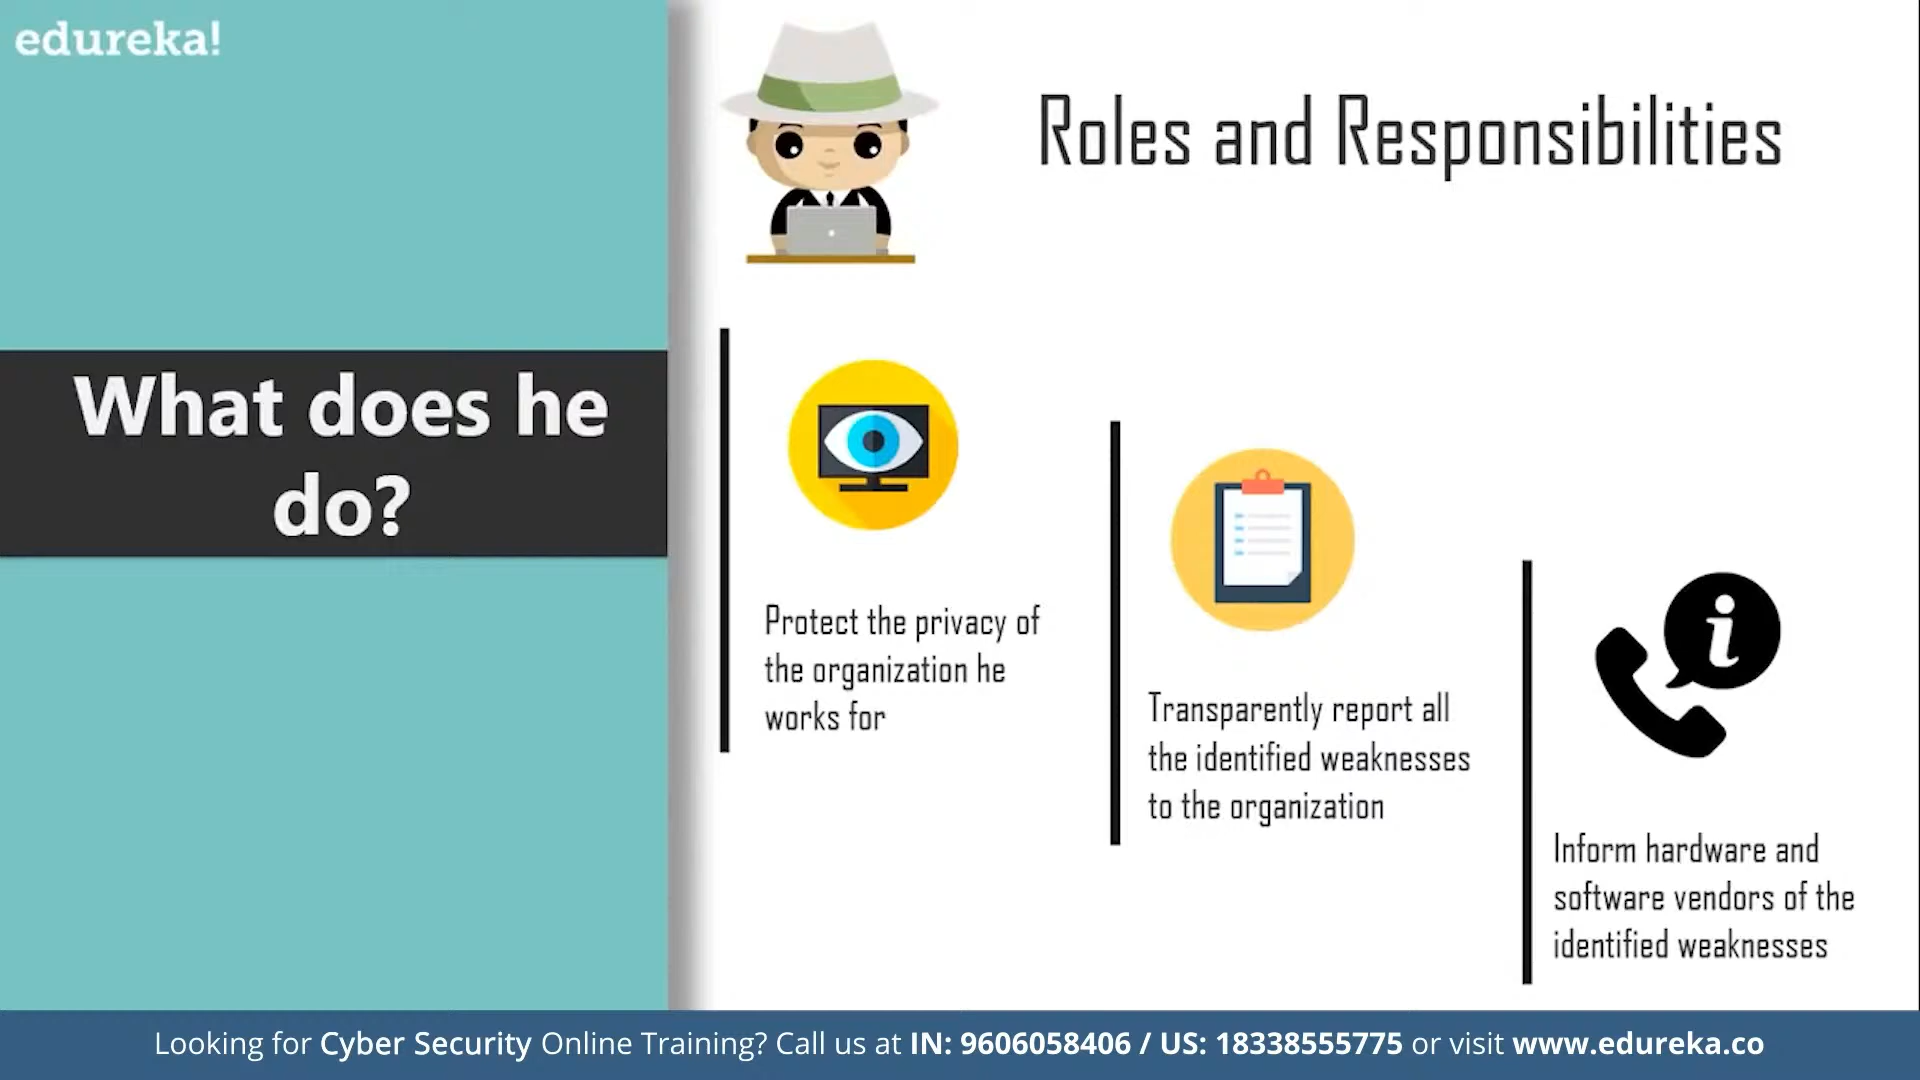 edureka!
What does he
do?
Roles and Responsibilities
Protect the privacy of
the organization he
works for
Transparently report all
the identified weaknesses
to the organization
i
Inform hardware and
software vendors of the
identified weaknesses
Looking for Cyber Security Online Training? Call us at IN: 9606058406 / US: 18338555775 or visit www.edureka.co